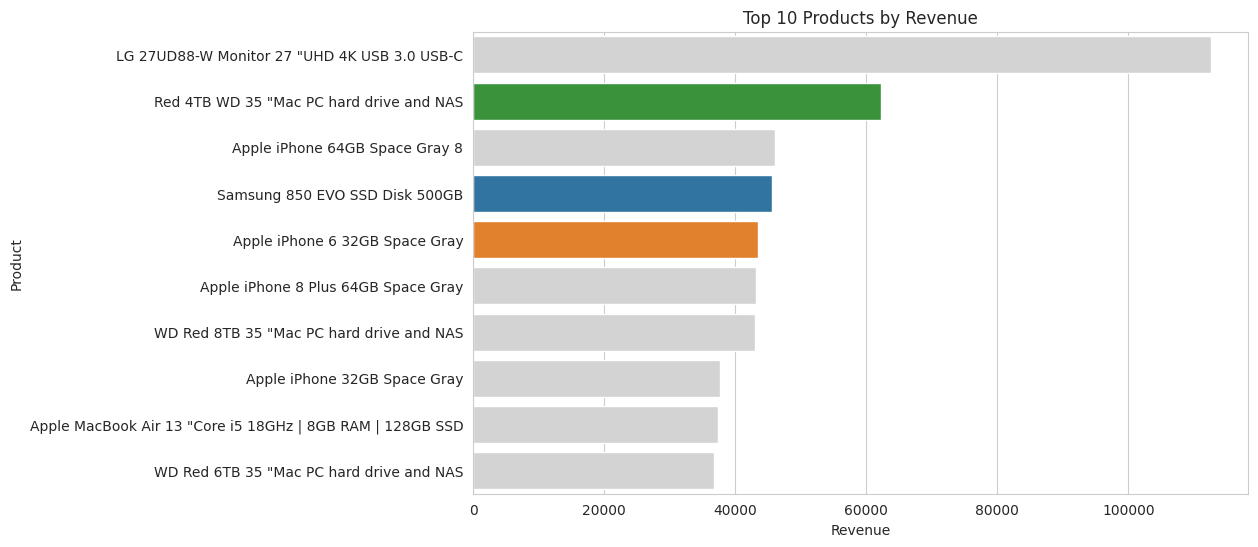 Top 10 Products by Revenue
LG 27UD88-W Monitor 27 "UHD 4K USB 3.0 USB-C
Red 4TB WD 35 "Mac PC hard drive and NAS
Apple iPhone 64GB Space Gray 8
Samsung 850 EVO SSD Disk 500GB
Apple iPhone 6 32GB Space Gray
Apple iPhone 8 Plus 64GB Space Gray
WD Red 8TB 35 "Mac PC hard drive and NAS
Apple iPhone 32GB Space Gray
Apple MacBook Air 13 "Core i5 18GHz | 8GB RAM | 128GB SSD
WD Red 6TB 35 "Mac PC hard drive and NAS
Product
0 20000 40000 60000 80000 100000
Revenue